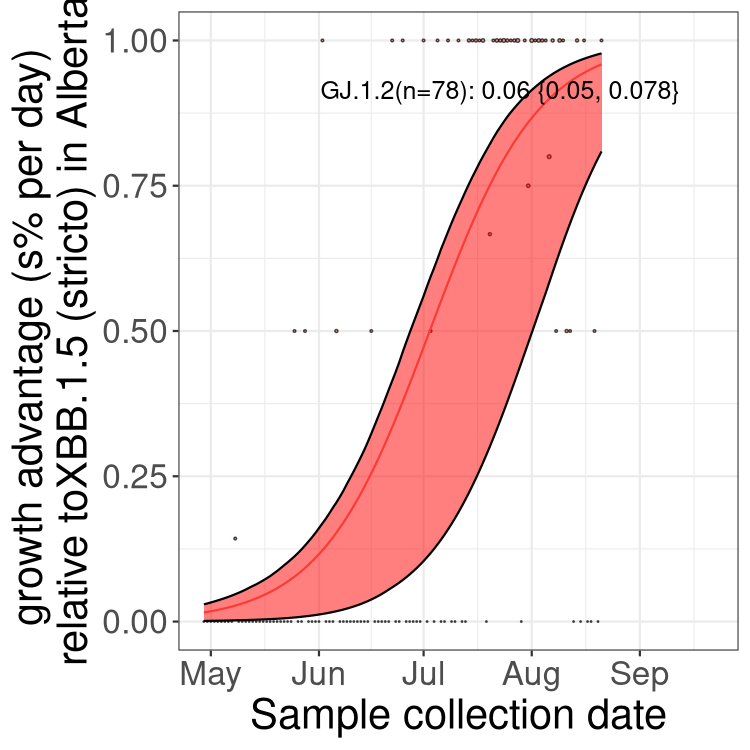 growth advantage (s% per day)
relative toXBB.1.5 (stricto) in Alberta
1.00
0.75
0.50
0.25
0.00
GJ.1.2(n=78): 0.06 {0.05, 0.078}
May Jun Jul Aug Sep
Sample collection date